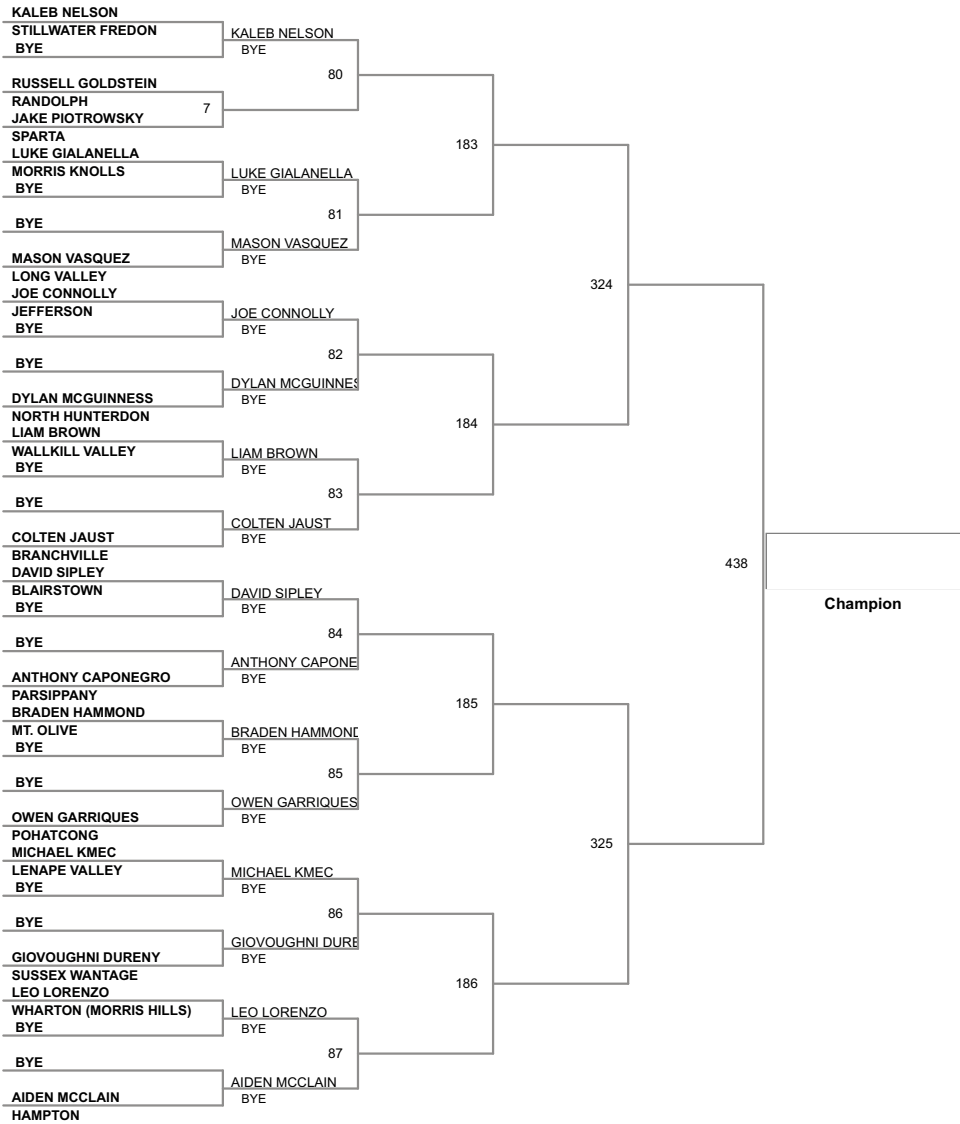 KALEB NELSON
STILLWATER FREDON
BYE
RUSSELL GOLDSTEIN
RANDOLPH
JAKE PIOTROWSKY
SPARTA
LUKE GIALANELLA
MORRIS KNOLLS
BYE
BYE
MASON VASQUEZ
LONG VALLEY
JOE CONNOLLY
JEFFERSON
BYE
BYE
DYLAN MCGUINNESS
NORTH HUNTERDON
LIAM BROWN
WALLKILL VALLEY
BYE
BYE
COLTEN JAUST
BRANCHVILLE
DAVID SIPLEY
BLAIRSTOWN
BYE
BYE
ANTHONY CAPONEGRO
PARSIPPANY
BRADEN HAMMOND
MT. OLIVE
BYE
BYE
OWEN GARRIQUES
POHATCONG
MICHAEL KMEC
LENAPE VALLEY
BYE
BYE
GIOVOUGHNI DURENY
SUSSEX WANTAGE
LEO LORENZO
WHARTON (MORRIS HILLS)
BYE
BYE
AIDEN MCCLAIN
HAMPTON
7
KALEB NELSON
BYE
LUKE GIALANELLA
BYE
MASON VASQUEZ
BYE
JOE CONNOLLY
BYE
DYLAN MCGUINNES
BYE
LIAM BROWN
BYE
COLTEN JAUST
BYE
DAVID SIPLEY
BYE
ANTHONY CAPONE
BYE
BRADEN HAMMOND
BYE
OWEN GARRIQUES
BYE
MICHAEL KMEC
BYE
GIOVOUGHNI DURE
BYE
LEO LORENZO
BYE
AIDEN MCCLAIN
BYE
80
81
82
83
84
85
86
87
183
184
185
186
324
325
438
Champion